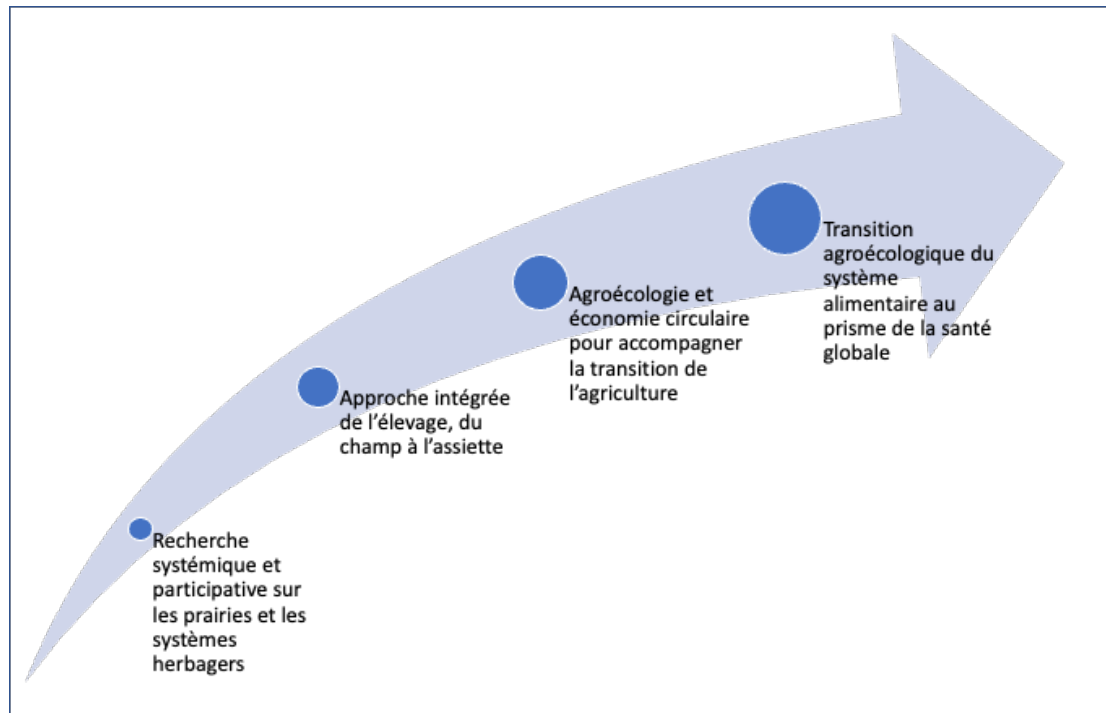 Recherche
systémique et
participative sur
les prairies et les
systèmes
herbagers
Approche intégrée
de l'élevage, du
champ à l'assiette
Agroécologie et
économie circulaire
pour accompagner
la transition de
l'agriculture
Transition
agroécologique du
système
alimentaire au
prisme de la santé
globale